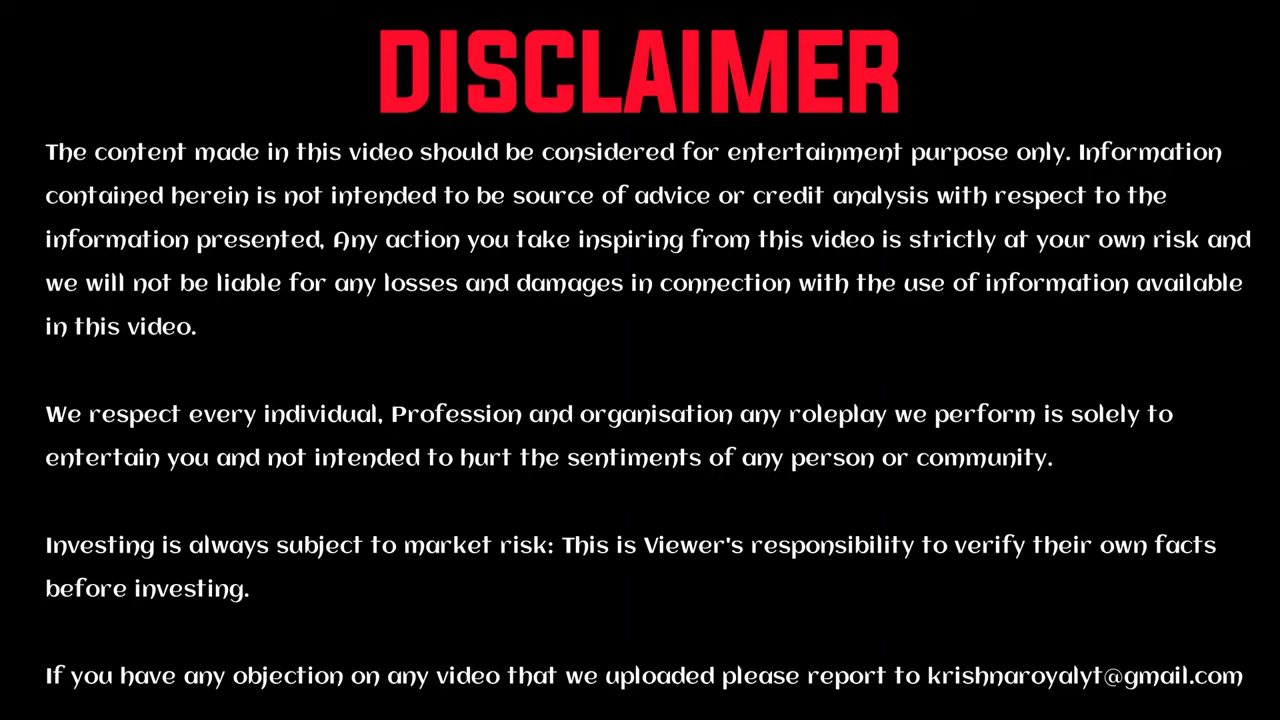 DISCLAIMER
The content made in this video should be considered for entertainment purpose only. Information
contained herein is not intended to be source of advice or credit analysis with respect to the
information presented, Any action you take inspiring from this video is strictly at your own risk and
we will not be liable for any losses and damages in connection with the use of information available
in this video.
We respect every individual, Profession and organisation any roleplay we perform is solely to
entertain you and not intended to hurt the sentiments of any person or community.
Investing is always subject to market risk: This is Viewer's responsibility to verify their own facts
before investing.
If you have any objection on any video that we uploaded please report to krishnaroyalyt@gmail.com